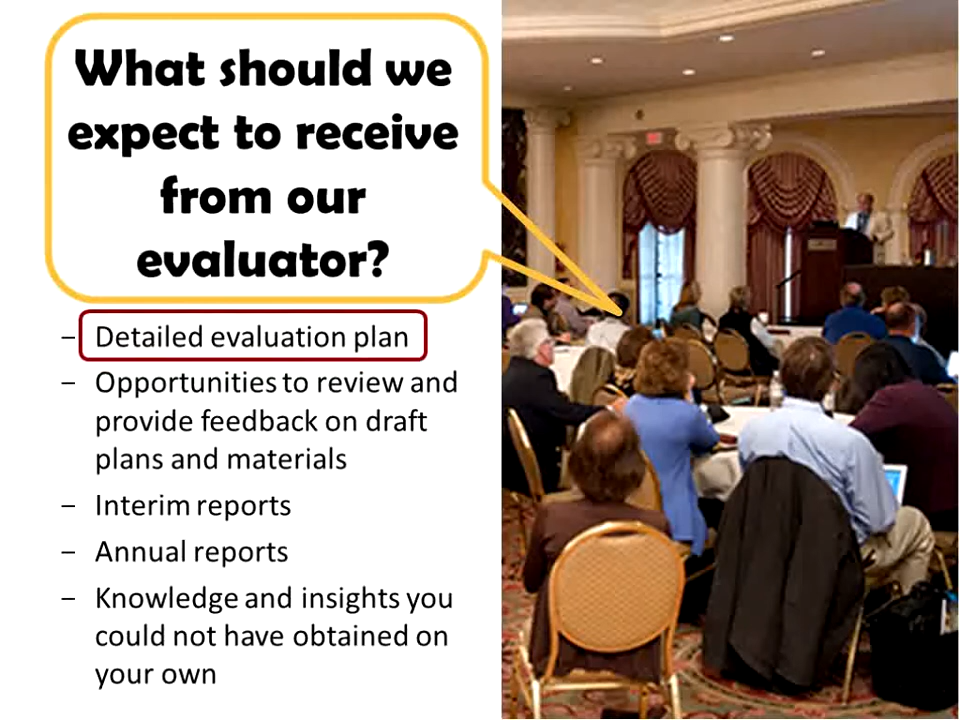 What should we
expect to receive
from our
evaluator?
– Detailed evaluation plan
– Opportunities to review and
provide feedback on draft
plans and materials
– Interim reports
– Annual reports
– Knowledge and insights you
could not have obtained on
your own